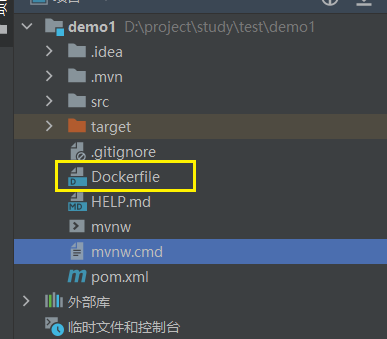 demo1 D:\project\study\test\demo1
.idea
.mvn
src
target
.gitignore
Dockerfile
HELP.md
mvnw
mvnw.cmd
pom.xml
外部库
临时文件和控制台